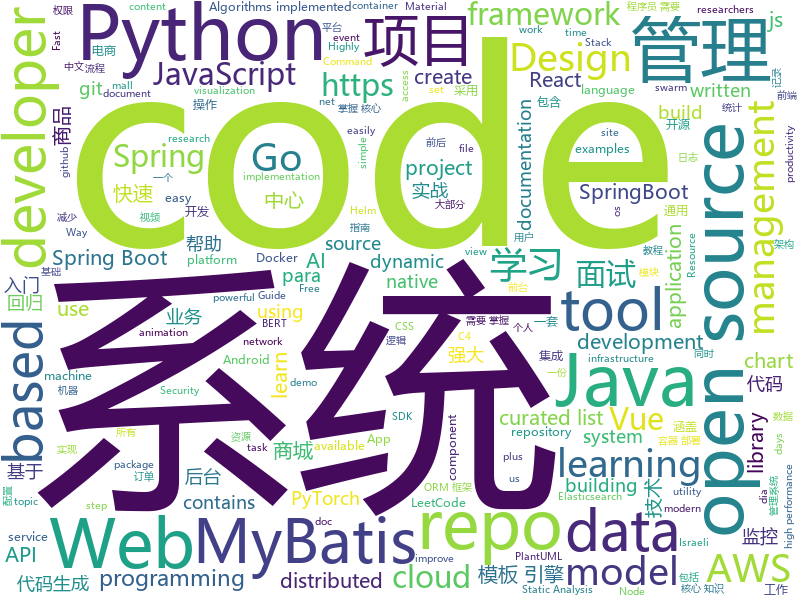 content
Algorithms implemented
container
Material
researchers
developer
权限
Fast
中文
流程
document
Python
项目
framework
管理
js
平台
event
Highly
work
time
程序员 需要
电商
visualization
mall
JavaScript
https
Command
Stack
Design
access
net
掌握 核心
set
采用
swarm
记录
前端
git
create
React
written
language
操作
research
easily
file
包含
build
统计
productivity
商品
github
Spring
Go
project
simple
前后
site
examples
开源
日志
code
management
一个
implementation
实战
documentation
SpringBoot
通用
快速
中心
easy
开发
Way
视频
减少
指南
Helm
大部分
os
用户
教程
架构
Spring Boot
帮助
platform
Docker
source
学习
面试
application
Resource
模块
基础
入门
AI
dynamic
view
前台
回归
para
native
Guide
powerful
Free
个人
一套
业务
using
animation
BERT
CSS
逻辑
C4
强大
集成
use
learn
network
Android
tool
development
infrastructure
同时
系统
open source
based
machine
机器
Security
demo
Java
chart
一份
代码
基于
商城
SDK
component
curated list
Vue
涵盖
library
task
available
App
system
repository
容器 部署
数据
days
后台
资源
ORM 框架
package
building
plus
LeetCode
Elasticsearch
管理系统
contains
PyTorch
utility
modern
所有
订单
实现
Web
MyBatis
repo
data
learning
技术
监控
high performance
配置
step
topic
us
dia
API
service
doc
improve
PlantUML
Israeli
AWS
代码生成
programming
distributed
cloud
模板 引擎
model
Static Analysis
Node
包括
工作
核心 知识